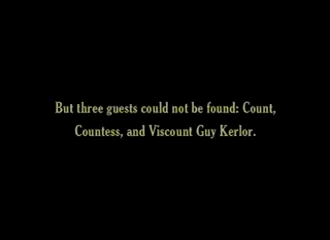 But three guests could not be found: Count,
Countess, and Viscount Guy Kerlor.